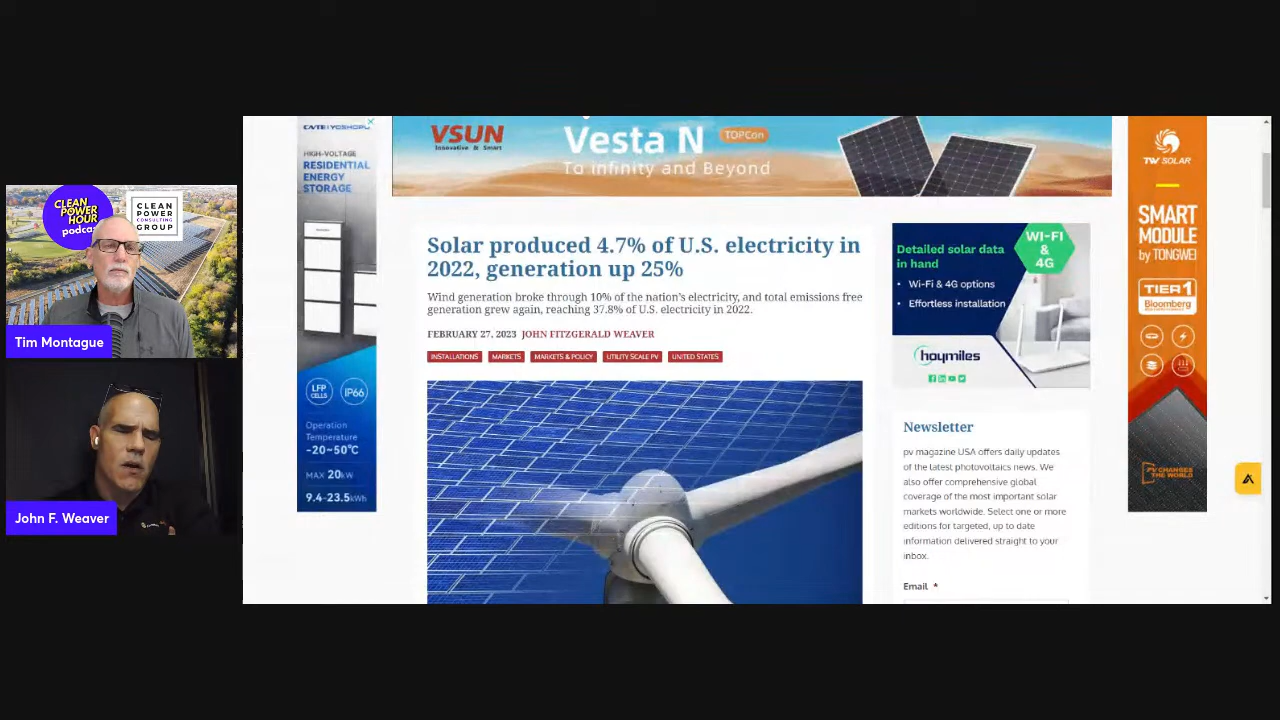 CLEAN
POWER
HOUR
podcast
CLEAN
POWER
CONSULTING
GROUP
Tim Montague
John F. Weaver
HIGH-VOLTAGE
RESIDENTIAL
ENERGY
STORAGE
LFP
CELLS
IP66
Operation
Temperature
-20~50°C
MAX 20kW
9.4-23.5kWh
VSUN
Innovative & Smart
Vesta N TOPCon
To infinity and Beyond
Solar produced 4.7% of U.S. electricity in
2022, generation up 25%
Wind generation broke through 10% of the nation's electricity, and total emissions free
generation grew again, reaching 37.8% of U.S. electricity in 2022.
FEBRUARY 27, 2023 JOHN FITZGERALD WEAVER
INSTALLATIONS MARKETS MARKETS & POLICY UTILITY SCALE PV UNITED STATES
Detailed solar data
in hand
WI-FI
&
4G
• Wi-Fi & 4G options
• Effortless installation
hoymiles
Newsletter
pv magazine USA offers daily updates
of the latest photovoltaics news. We
also offer comprehensive global
coverage of the most important solar
markets worldwide. Select one or more
editions for targeted, up to date
information delivered straight to your
inbox.
Email *
TW SOLAR
SMART
MODULE
by TONGWEI
TIER 1
Bloomberg
PV CHANGES
THE WORLD